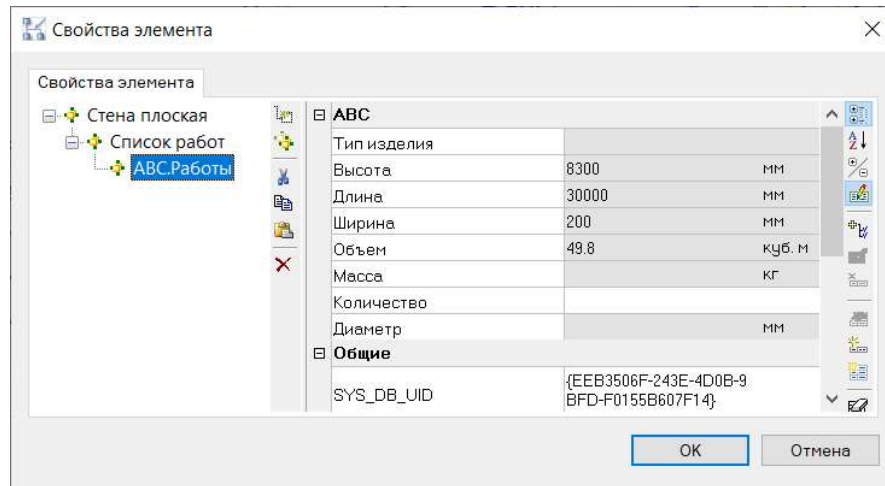 Свойства элемента
Свойства элемента
Стена плоская
Список работ
АВС.Работы
АВС
Тип изделия
Высота 8300 мм
Длина 30000 мм
Ширина 200 мм
Объем 49.8 куб. м
Масса кг
Количество
Диаметр мм
Общие
SYS_DB_UID {EEB3506F-243E-4D0B-9
BFD-F0155B607F14}
OK Отмена